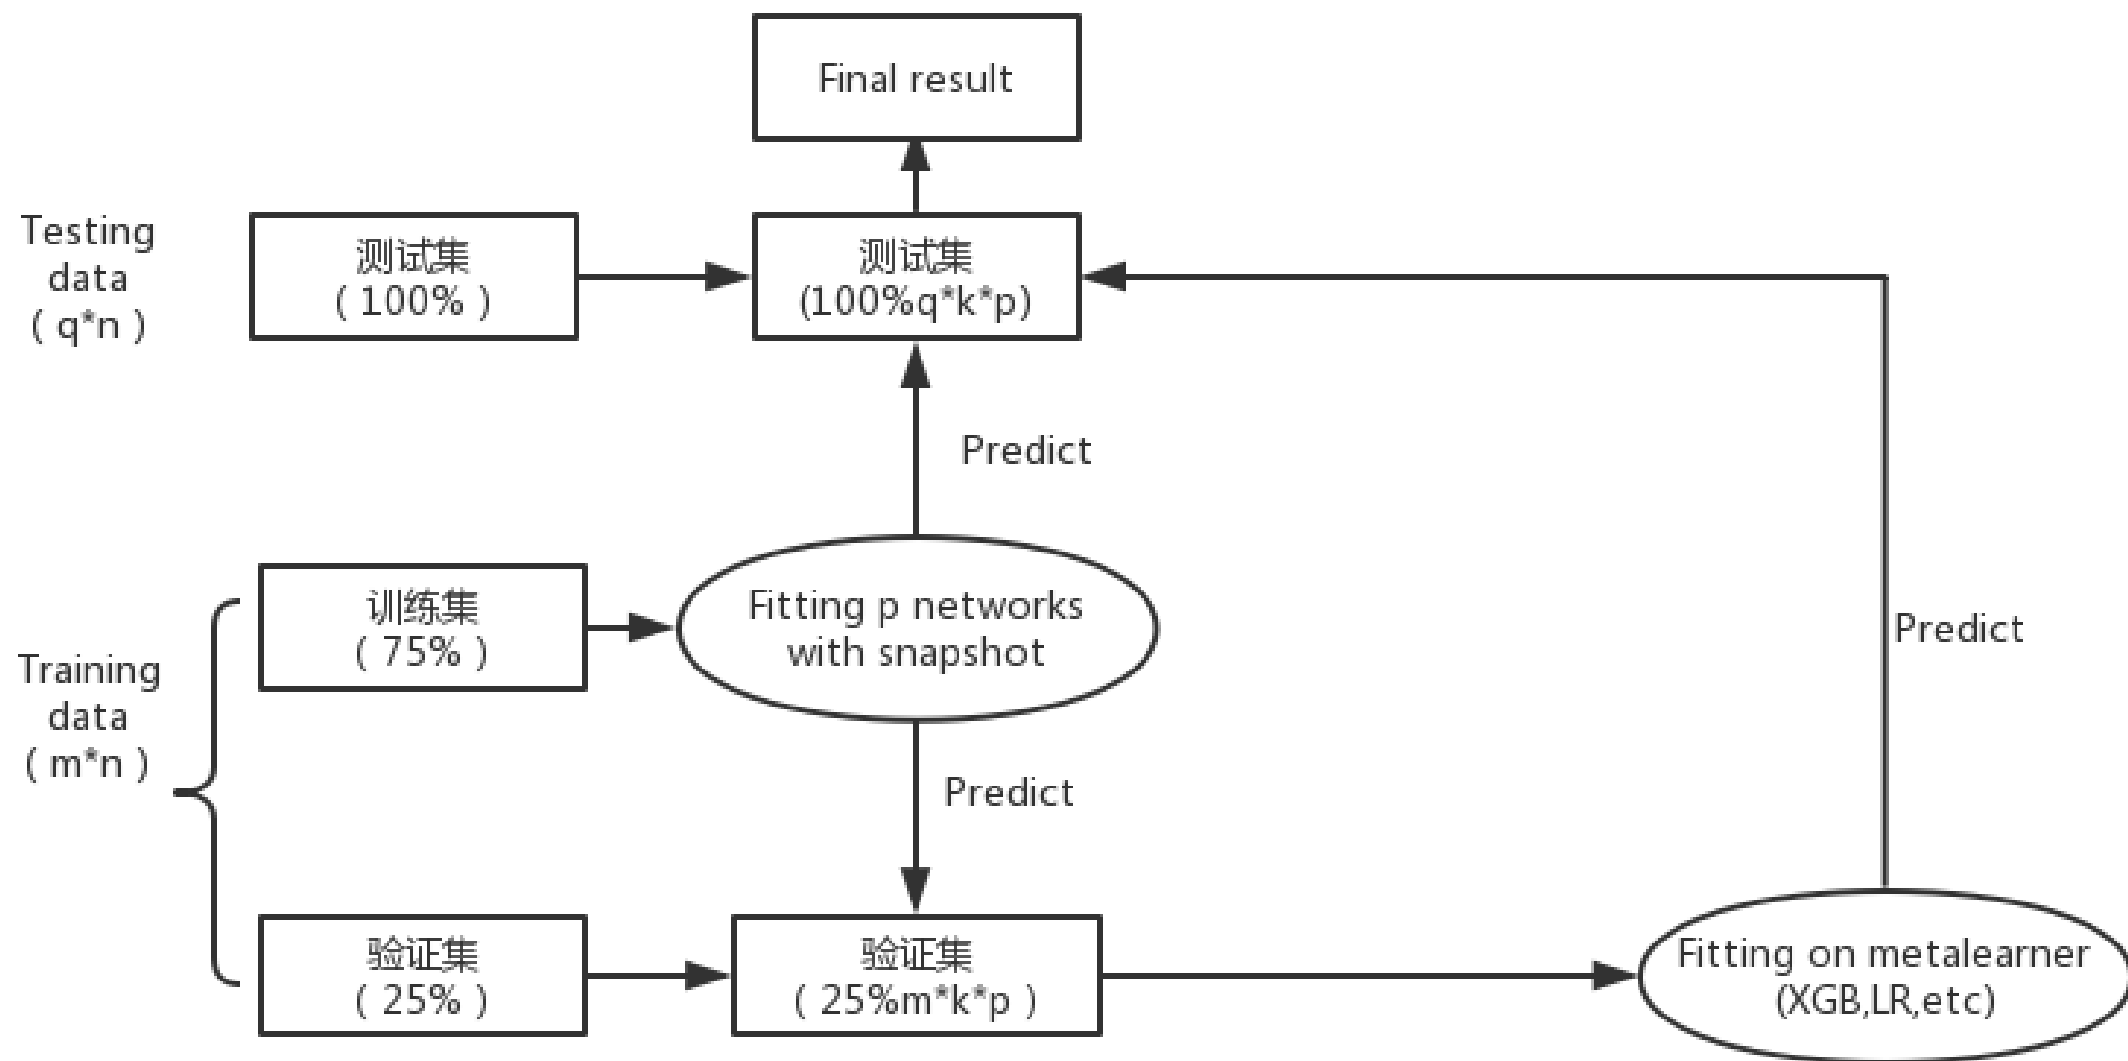 Final result
Testing
data
( q*n )
测试集
( 100% )
测试集
(100%q*k*p)
Predict
Training
data
( m*n )
训练集
( 75% )
Fitting p networks
with snapshot
Predict
Predict
验证集
( 25% )
验证集
( 25%m*k*p )
Fitting on metalearner
(XGB,LR,etc)